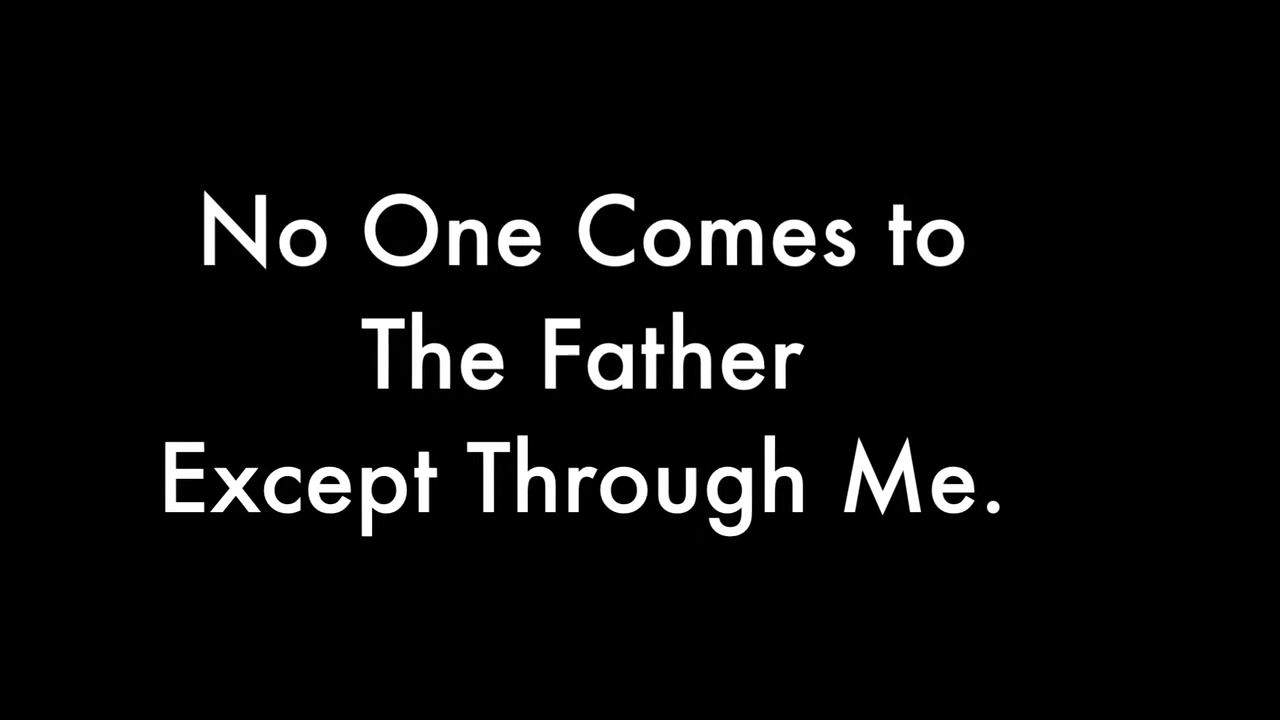 No One Comes to
The Father
Except Through Me.